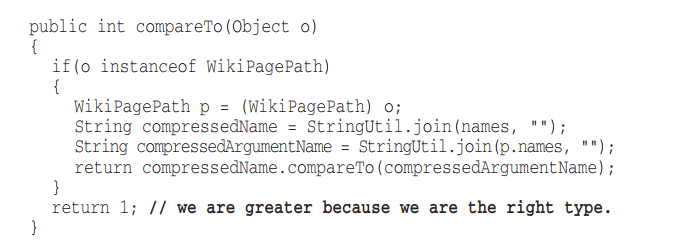 public int compareTo(Object o)
{
if(o instanceof WikiPagePath)
{
WikiPagePath p = (WikiPagePath) o;
String compressedName = StringUtil.join(names, "");
String compressedArgumentName = StringUtil.join(p.names, "");
return compressedName.compareTo(compressedArgumentName);
}
return 1; // we are greater because we are the right type.
}